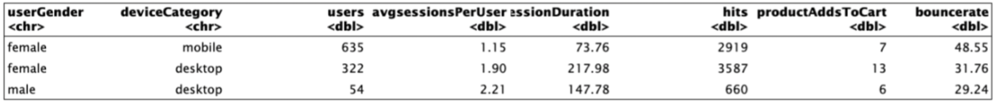 userGender deviceCategory users avgsessionsPerUser essionDuration hits productAddsToCart bouncerate
<chr> <chr> <dbl> <dbl> <dbl> <dbl> <dbl> <dbl>
female mobile 635 1.15 73.76 2919 7 48.55
female desktop 322 1.90 217.98 3587 13 31.76
male desktop 54 2.21 147.78 660 6 29.24